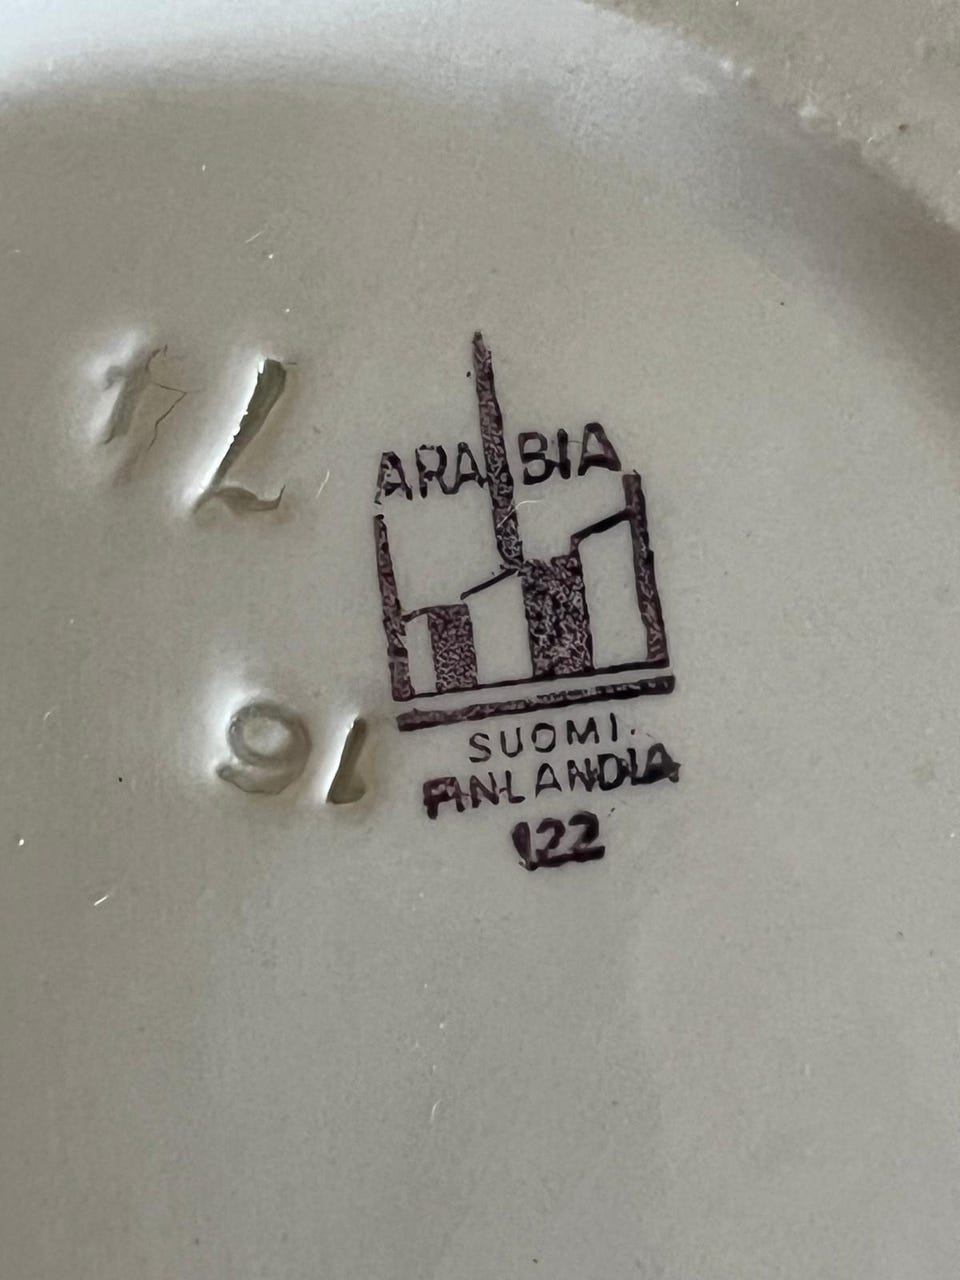 ARABIA
SUOMI.
FINLANDIA
122